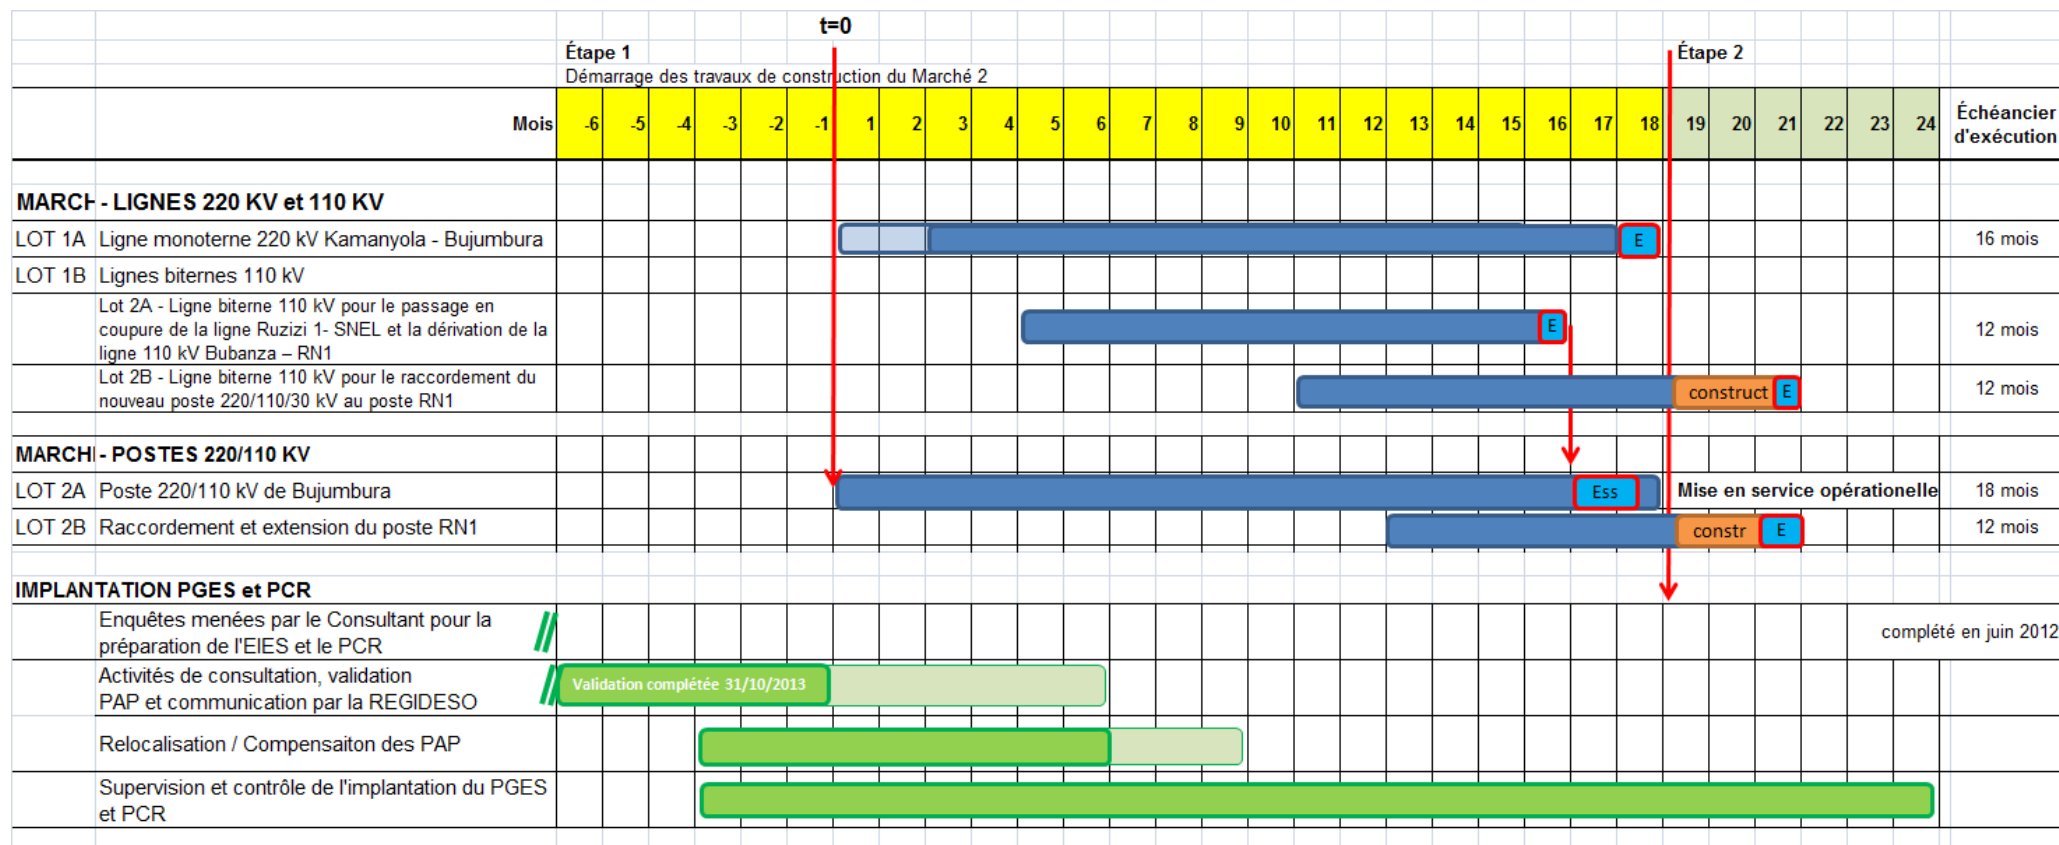 t=0
Étape 1
Étape 2
Démarrage des travaux de construction du Marché 2
Mois -6 -5 -4 -3 -2 -1 1 2 3 4 5 6 7 8 9 10 11 12 13 14 15 16 17 18 19 20 21 22 23 24 Échéancier
d'exécution
MARCH - LIGNES 220 KV et 110 KV
LOT 1A Ligne monoterne 220 kV Kamanyola - Bujumbura E 16 mois
LOT 1B Lignes biternes 110 kV
Lot 2A - Ligne biterne 110 kV pour le passage en
coupure de la ligne Ruzizi 1- SNEL et la dérivation de la E 12 mois
ligne 110 kV Bubanza – RN1
Lot 2B - Ligne biterne 110 kV pour le raccordement du
nouveau poste 220/110/30 kV au poste RN1 construct E 12 mois
MARCHI - POSTES 220/110 KV
LOT 2A Poste 220/110 kV de Bujumbura Ess Mise en service opérationelle 18 mois
LOT 2B Raccordement et extension du poste RN1 constr E 12 mois
IMPLANTATION PGES et PCR
Enquêtes menées par le Consultant pour la
préparation de l'EIES et le PCR complété en juin 2012
Activités de consultation, validation
PAP et communication par la REGIDESO Validation complétée 31/10/2013
Relocalisation / Compensaiton des PAP
Supervision et contrôle de l'implantation du PGES
et PCR